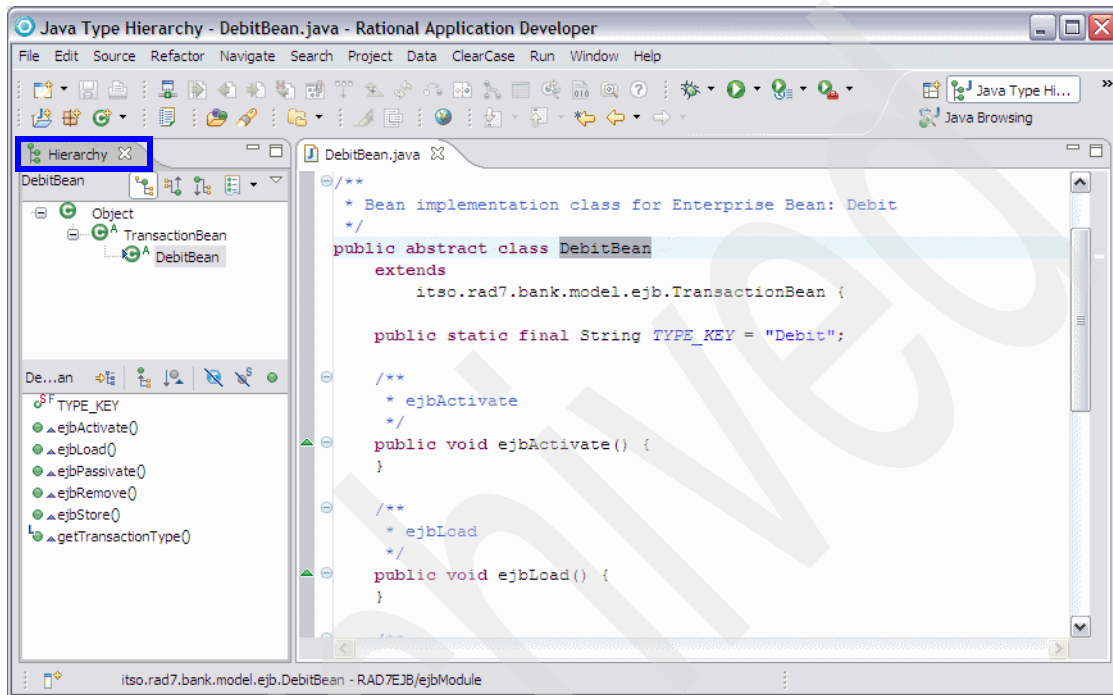 Java Type Hierarchy - DebitBean.java - Rational Application Developer
File Edit Source Refactor Navigate Search Project Data ClearCase Run Window Help
Java Type Hi...
Java Browsing
Hierarchy
DebitBean
Object
TransactionBean
DebitBean
De...an
TYPE_KEY
ejbActivate()
ejbLoad()
ejbPassivate()
ejbRemove()
ejbStore()
getTransactionType()
DebitBean.java
/**
* Bean implementation class for Enterprise Bean: Debit
*/
public abstract class DebitBean
extends
itso.rad7.bank.model.ejb.TransactionBean {
public static final String TYPE_KEY = "Debit";
/**
* ejbActivate
*/
public void ejbActivate() {
}
/**
* ejbLoad
*/
public void ejbLoad() {
}
itso.rad7.bank.model.ejb.DebitBean - RAD7EJB/ejbModule